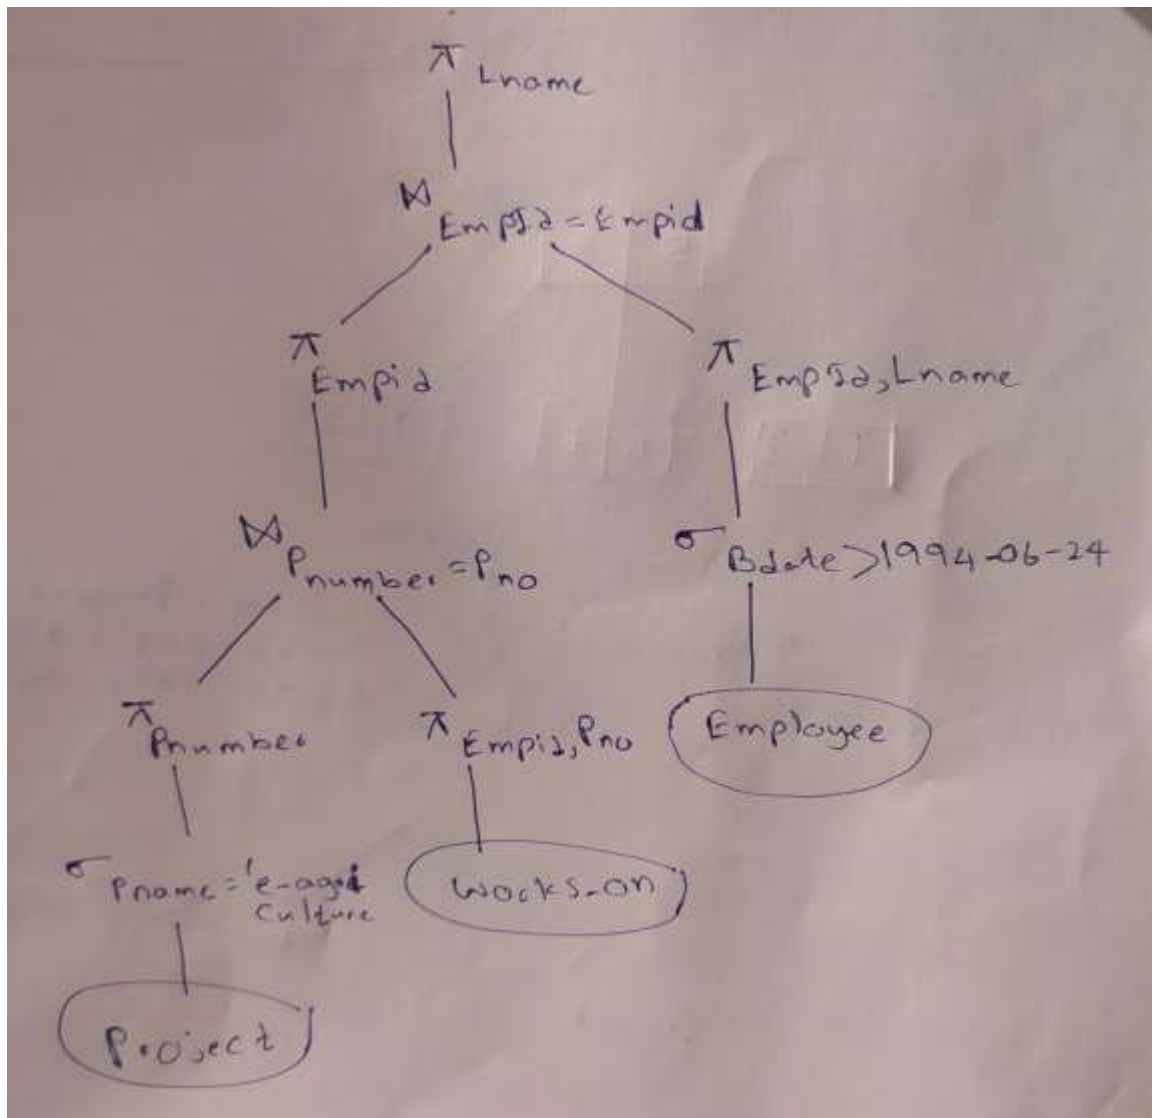 π Lname
⋈ EmpId = Empid
π Empid
π EmpId, Lname
⋈ Pnumber = Pno
σ Bdate > 1994-06-24
π Pnumber
π Empid, Pno
Employee
σ Pname = 'e-agri
culture
works-on
Project